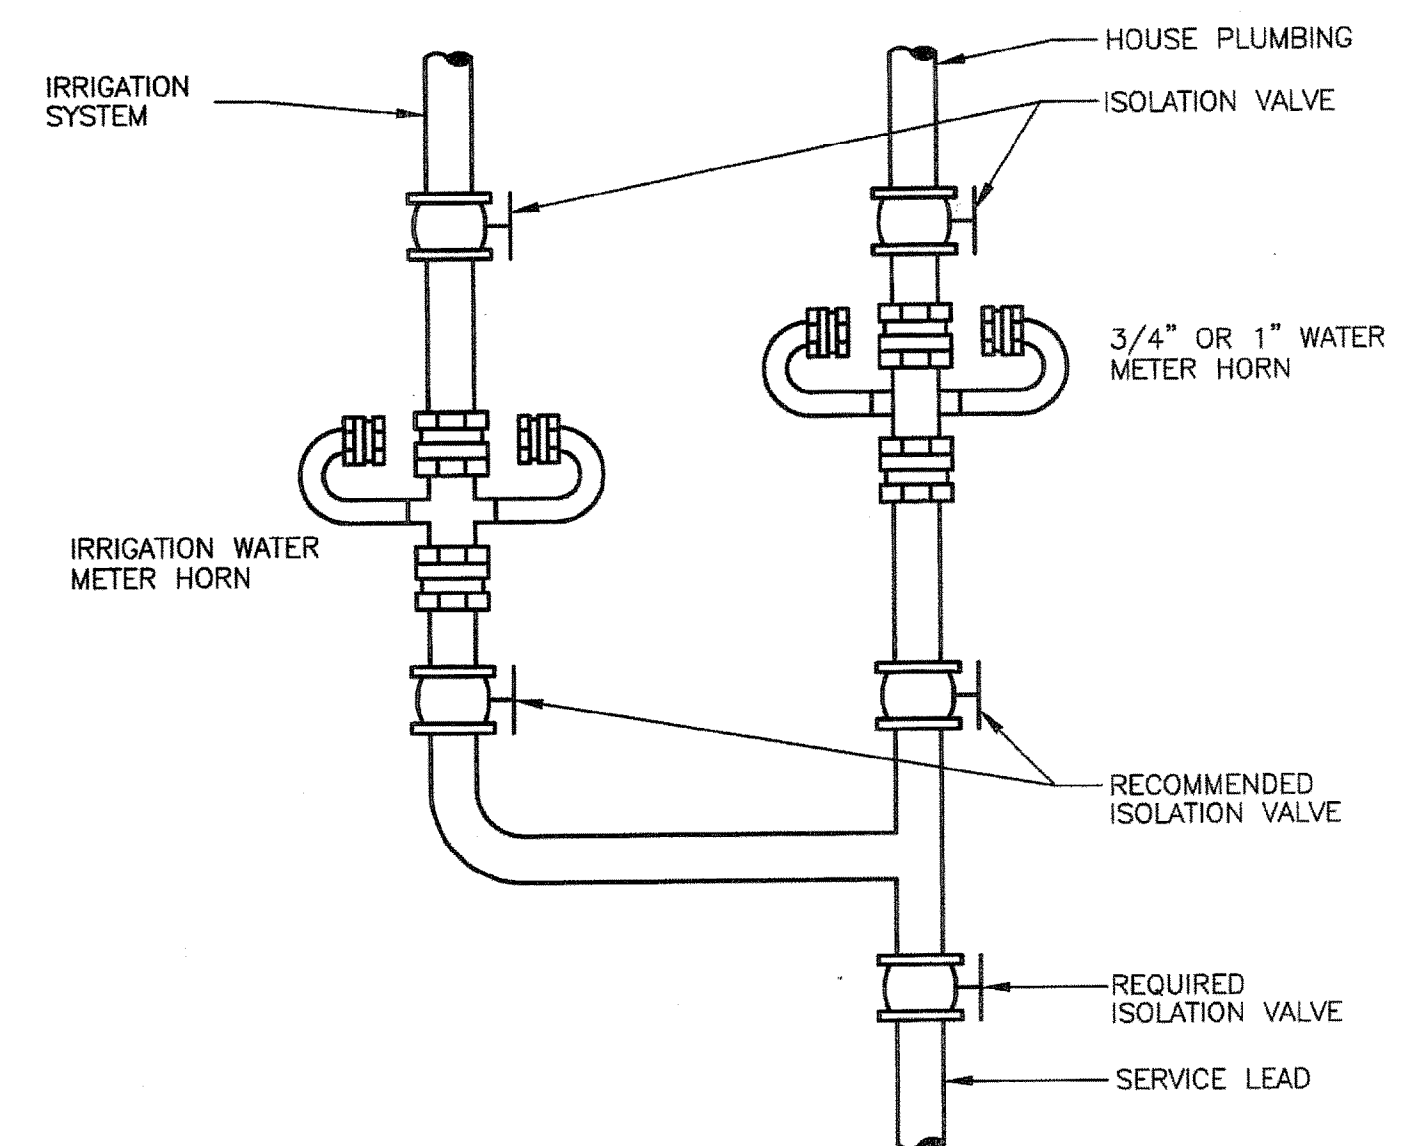 HOUSE PLUMBING
IRRIGATION
SYSTEM
ISOLATION VALVE
3/4" OR 1" WATER
METER HORN
IRRIGATION WATER
METER HORN
RECOMMENDED
ISOLATION VALVE
REQUIRED
ISOLATION VALVE
SERVICE LEAD